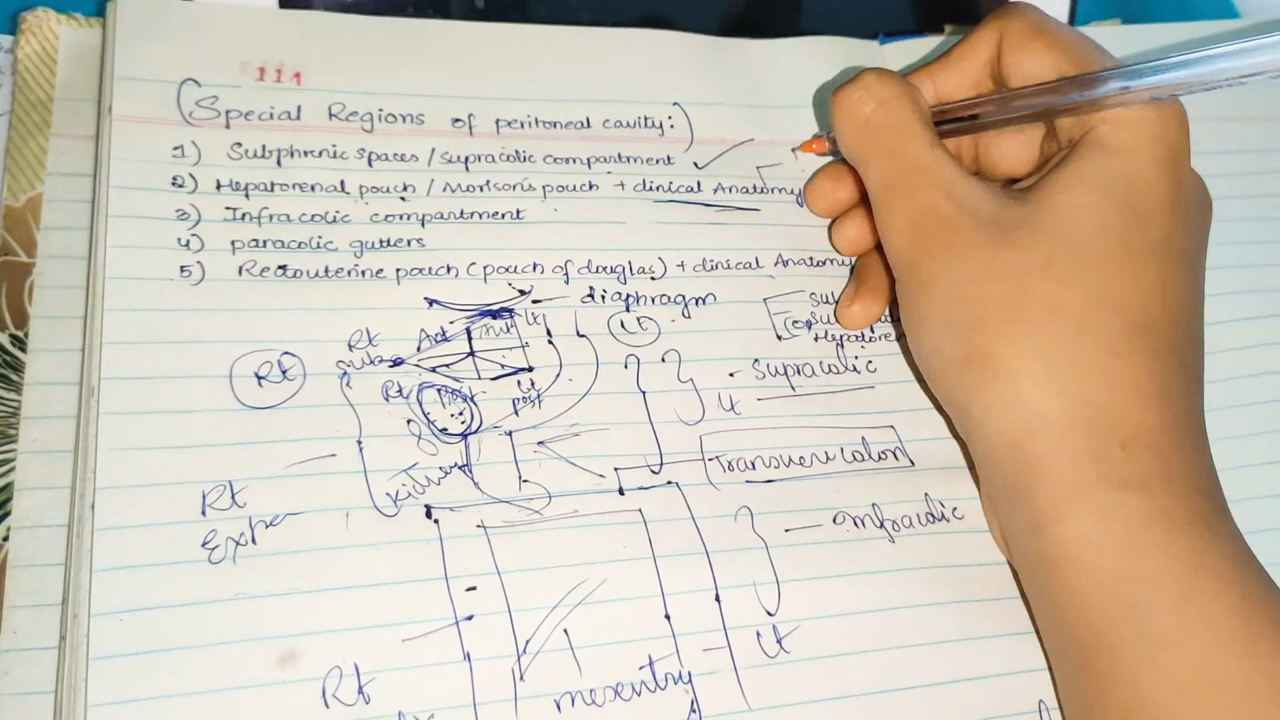 111
(Special Regions of peritoneal cavity:)
1) Subphrenic spaces / supracolic compartment
2) Hepatorenal pouch / Morison's pouch + clinical Anatomy
3) Infracolic compartment
4) paracolic gutters
5) Rectouterine pouch (pouch of douglas) + clinical Anatomy
diaphragm
Rt
Ant
Lt
Lt
Rt
Rt
Post
Lt
post
Supracolic
Lt
kidney
Transverse colon
Rt
Infracolic
Lt
Rt
mesentry